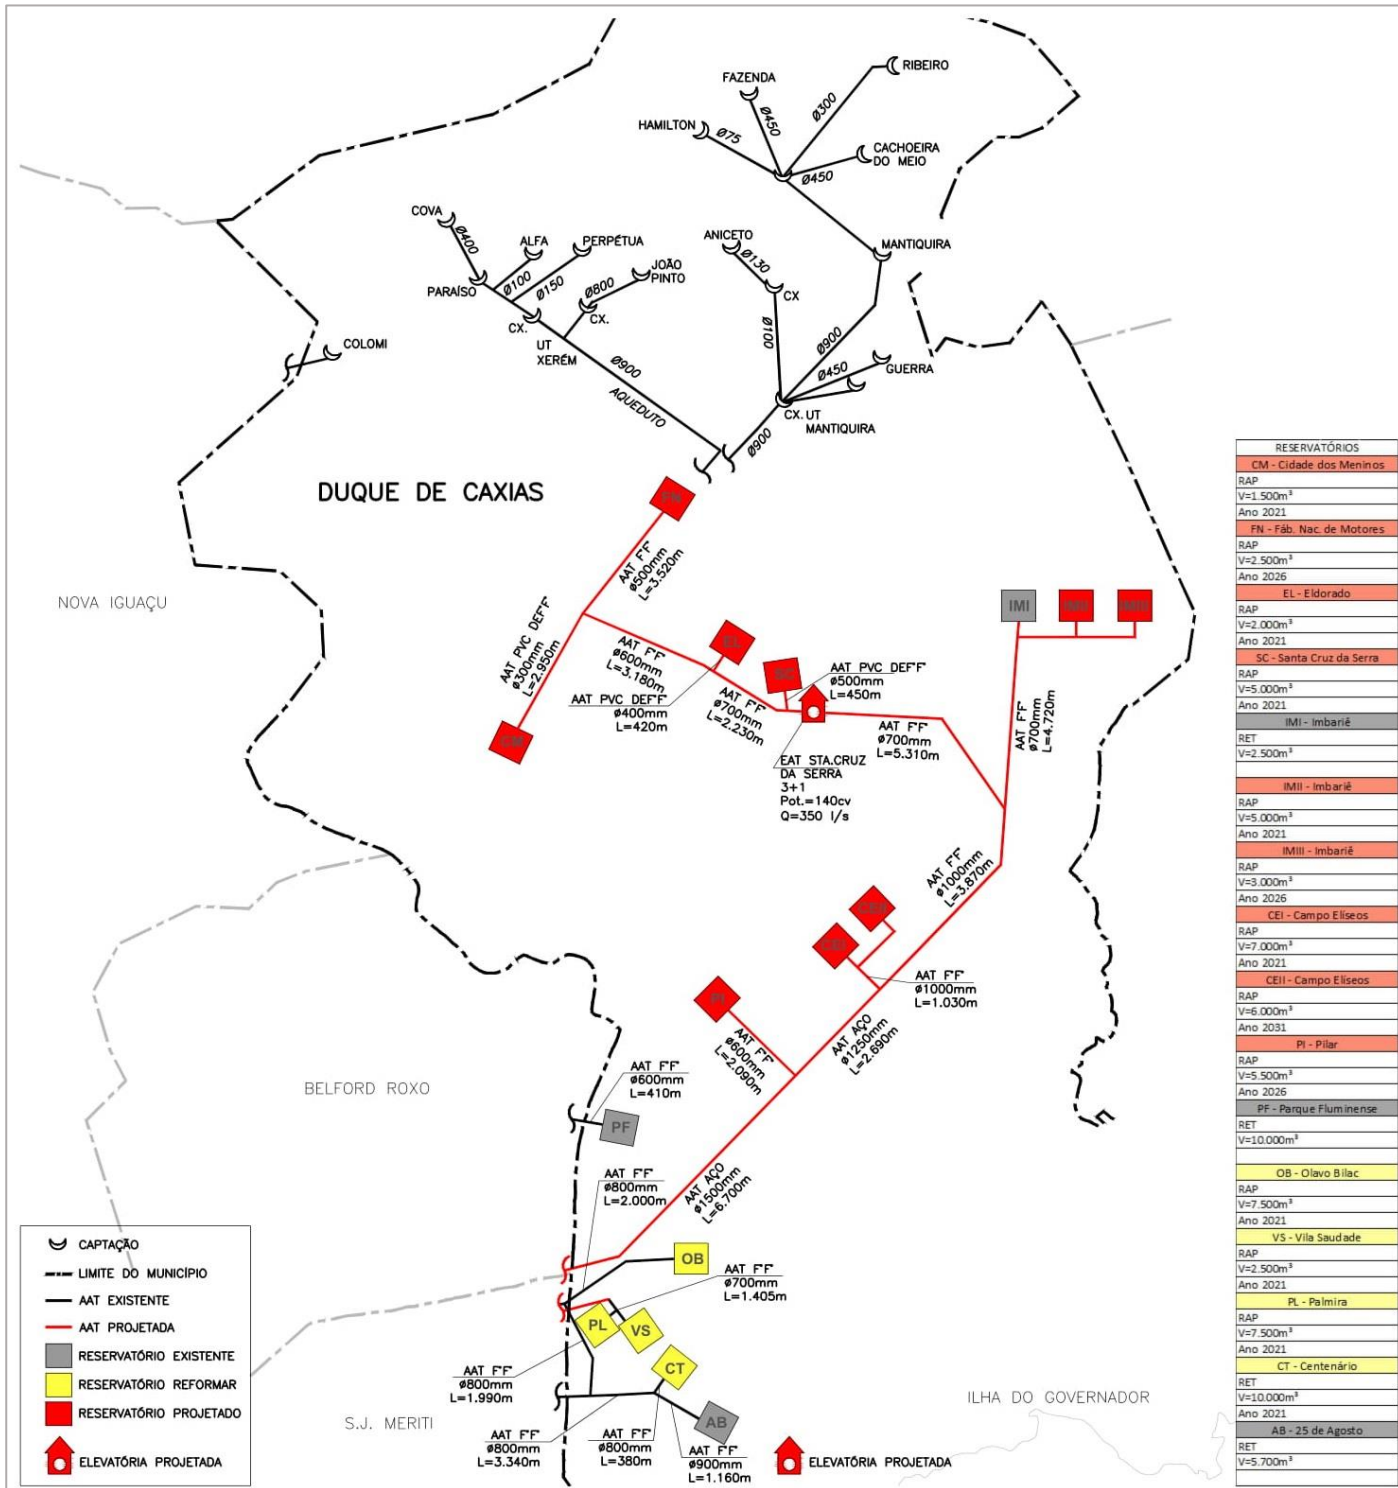 RIBEIRO
FAZENDA
Ø300
Ø450
HAMILTON
Ø75
CACHOEIRA
DO MEIO
Ø450
COVA
Ø400
ALFA
PERPÉTUA
ANICETO
Ø130
MANTIQUIRA
JOÃO
PINTO
Ø800
PARAÍSO
Ø100
Ø150
CX
CX.
CX.
UT
XERÉM
Ø100
Ø900
COLOMI
Ø900
GUERRA
Ø450
AQUEDUTO
CX. UT
MANTIQUIRA
Ø900
DUQUE DE CAXIAS
FN
AAT F°F°
ø500mm
L=3.520m
NOVA IGUAÇU
AAT PVC DEF°F°
ø300mm
L=2.950m
CM
AAT F°F°
ø600mm
L=3.180m
EL
AAT PVC DEF°F°
ø400mm
L=420m
AAT F°F°
ø700mm
L=2.230m
SC
AAT PVC DEF°F°
ø500mm
L=450m
EAT STA.CRUZ
DA SERRA
3+1
Pot.=140cv
Q=350 l/s
AAT F°F°
ø700mm
L=5.310m
IMI
IMII
IMIII
AAT F°F°
ø700mm
L=4.720m
AAT F°F°
ø1000mm
L=3.870m
CEII
CEI
AAT F°F°
ø1000mm
L=1.030m
PI
AAT F°F°
ø600mm
L=2.090m
AAT AÇO
ø1250mm
L=2.690m
BELFORD ROXO
AAT F°F°
ø600mm
L=410m
PF
AAT F°F°
ø800mm
L=2.000m
AAT AÇO
ø1500mm
L=6.700m
OB
AAT F°F°
ø700mm
L=1.405m
PL
VS
CT
AAT F°F°
ø800mm
L=1.990m
AB
S.J. MERITI
AAT F°F°
ø800mm
L=3.340m
AAT F°F°
ø800mm
L=380m
AAT F°F°
ø900mm
L=1.160m
ELEVATÓRIA PROJETADA
ILHA DO GOVERNADOR
CAPTAÇÃO
LIMITE DO MUNICÍPIO
AAT EXISTENTE
AAT PROJETADA
RESERVATÓRIO EXISTENTE
RESERVATÓRIO REFORMAR
RESERVATÓRIO PROJETADO
ELEVATÓRIA PROJETADA
RESERVATÓRIOS
CM - Cidade dos Meninos
RAP
V=1.500m³
Ano 2021
FN - Fáb. Nac. de Motores
RAP
V=2.500m³
Ano 2026
EL - Eldorado
RAP
V=2.000m³
Ano 2021
SC - Santa Cruz da Serra
RAP
V=5.000m³
Ano 2021
IMI - Imbariê
RET
V=2.500m³
IMII - Imbariê
RAP
V=5.000m³
Ano 2021
IMIII - Imbariê
RAP
V=3.000m³
Ano 2026
CEI - Campo Elíseos
RAP
V=7.000m³
Ano 2021
CEII - Campo Elíseos
RAP
V=6.000m³
Ano 2031
PI - Pilar
RAP
V=5.500m³
Ano 2026
PF - Parque Fluminense
RET
V=10.000m³
OB - Olavo Bilac
RAP
V=7.500m³
Ano 2021
VS - Vila Saudade
RAP
V=2.500m³
Ano 2021
PL - Palmira
RAP
V=7.500m³
Ano 2021
CT - Centenário
RET
V=10.000m³
Ano 2021
AB - 25 de Agosto
RET
V=5.700m³